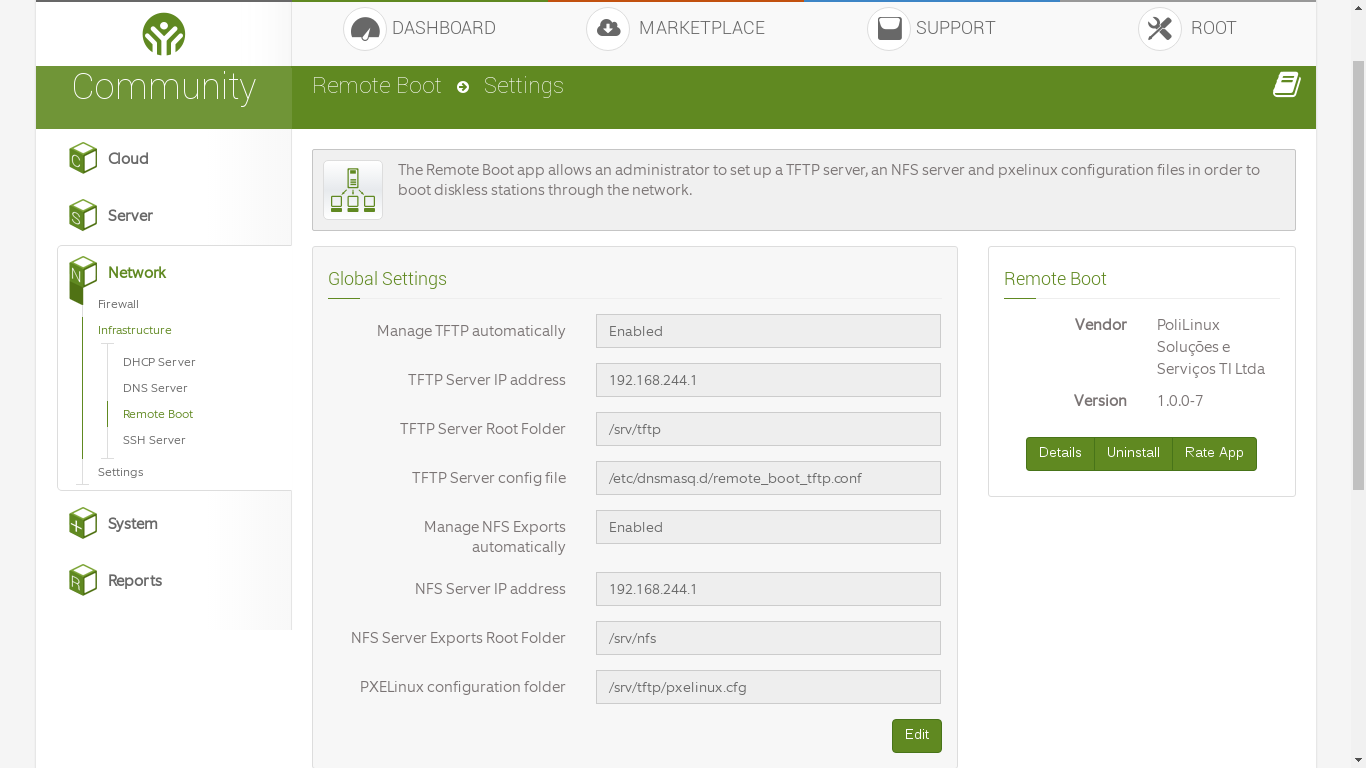 DASHBOARD
MARKETPLACE
SUPPORT
ROOT
Community
Remote Boot
Settings
C
Cloud
S
Server
N
Network
Firewall
Infrastructure
DHCP Server
DNS Server
Remote Boot
SSH Server
Settings
System
R
Reports
The Remote Boot app allows an administrator to set up a TFTP server, an NFS server and pxelinux configuration files in order to
boot diskless stations through the network.
Global Settings
Manage TFTP automatically
Enabled
TFTP Server IP address
192.168.244.1
TFTP Server Root Folder
/srv/tftp
TFTP Server config file
/etc/dnsmasq.d/remote_boot_tftp.conf
Manage NFS Exports
automatically
Enabled
NFS Server IP address
192.168.244.1
NFS Server Exports Root Folder
/srv/nfs
PXELinux configuration folder
/srv/tftp/pxelinux.cfg
Edit
Remote Boot
Vendor
PoliLinux
Soluções e
Serviços TI Ltda
Version
1.0.0-7
Details
Uninstall
Rate App